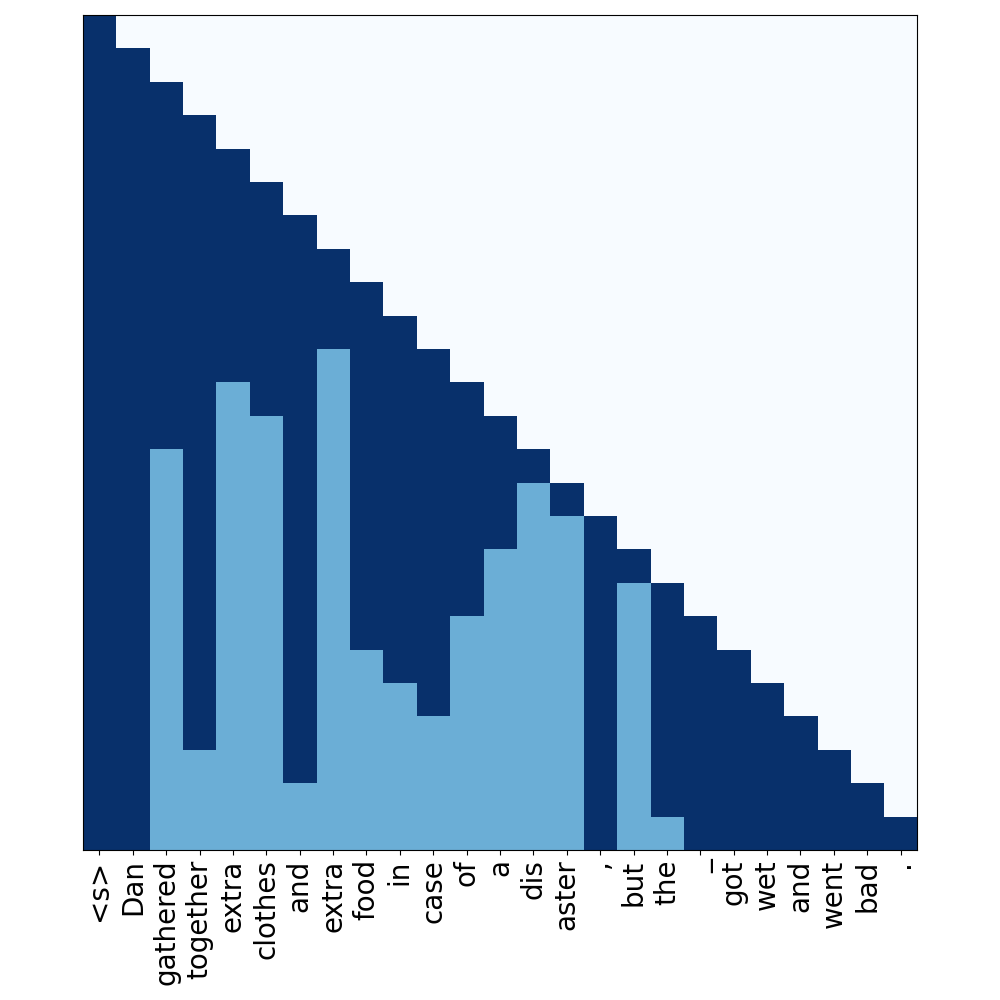 <s> Dan gathered together extra clothes and extra food in case of a dis aster , but the _ got wet and went bad .